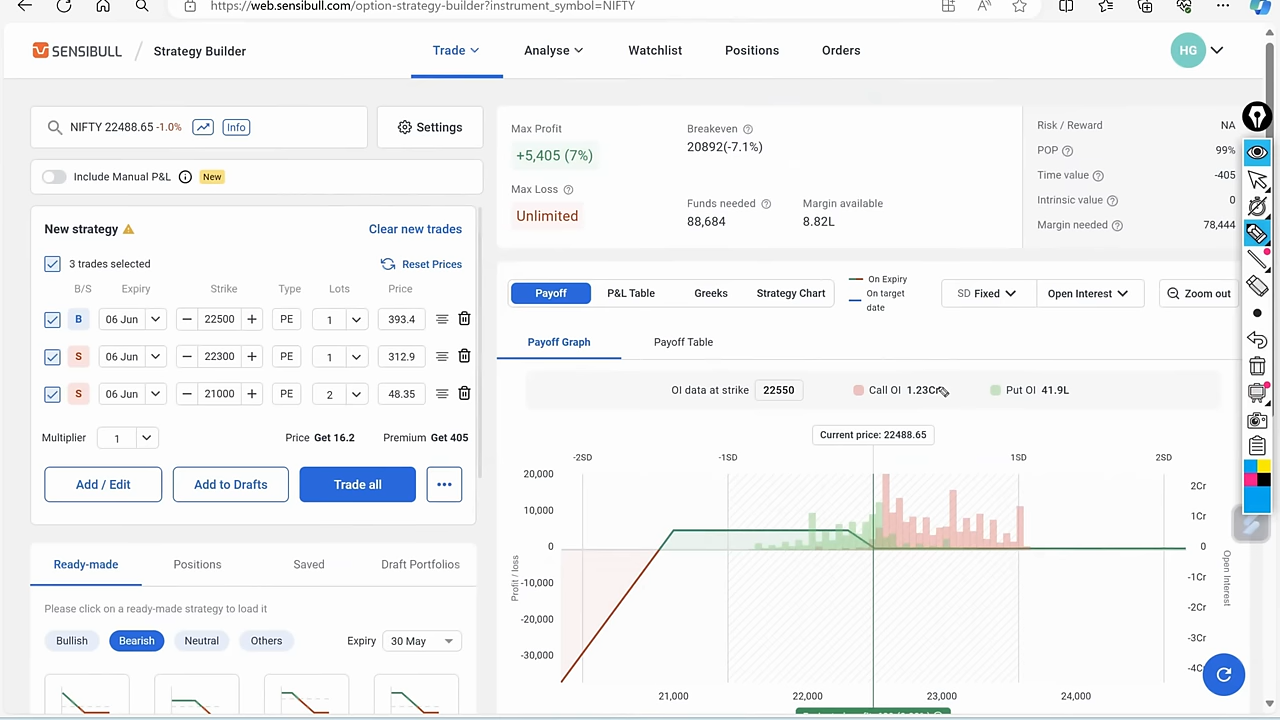 https://web.sensibull.com/option-strategy-builder?instrument_symbol=NIFTY
SENSIBULL / Strategy Builder
Trade Analyse Watchlist Positions Orders
HG
NIFTY 22488.65 -1.0% Info
Settings
Include Manual P&L New
New strategy Clear new trades
3 trades selected Reset Prices
B/S Expiry Strike Type Lots Price
B 06 Jun − 22500 + PE 1 393.4
S 06 Jun − 22300 + PE 1 312.9
S 06 Jun − 21000 + PE 2 48.35
Multiplier 1 Price Get 16.2 Premium Get 405
Add / Edit Add to Drafts Trade all ...
Ready-made Positions Saved Draft Portfolios
Please click on a ready-made strategy to load it
Bullish Bearish Neutral Others Expiry 30 May
Max Profit
+5,405 (7%)
Max Loss
Unlimited
Breakeven
20892(-7.1%)
Funds needed
88,684
Margin available
8.82L
Risk / Reward NA
POP 99%
Time value -405
Intrinsic value 0
Margin needed 78,444
Payoff P&L Table Greeks Strategy Chart
On Expiry
On target
date
SD Fixed Open Interest Zoom out
Payoff Graph Payoff Table
OI data at strike 22550 Call OI 1.23Cr Put OI 41.9L
Current price: 22488.65
-2SD -1SD 1SD 2SD
20,000
10,000
0
-10,000
-20,000
-30,000
Profit / loss
2Cr
1Cr
0
-1Cr
-2Cr
-3Cr
-4C
Open Interest
21,000 22,000 23,000 24,000